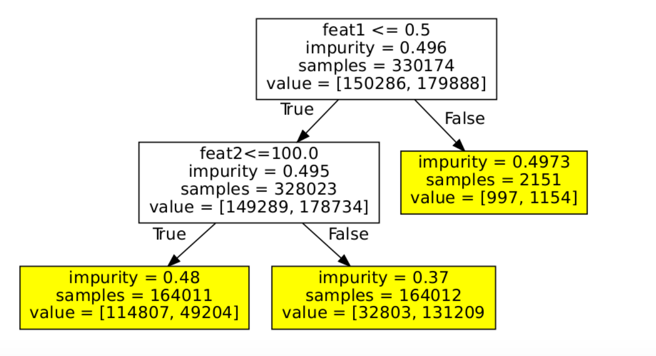 feat1 <= 0.5
impurity = 0.496
samples = 330174
value = [150286, 179888]
True
False
feat2<=100.0
impurity = 0.495
samples = 328023
value = [149289, 178734]
impurity = 0.4973
samples = 2151
value = [997, 1154]
True
False
impurity = 0.48
samples = 164011
value = [114807, 49204]
impurity = 0.37
samples = 164012
value = [32803, 131209